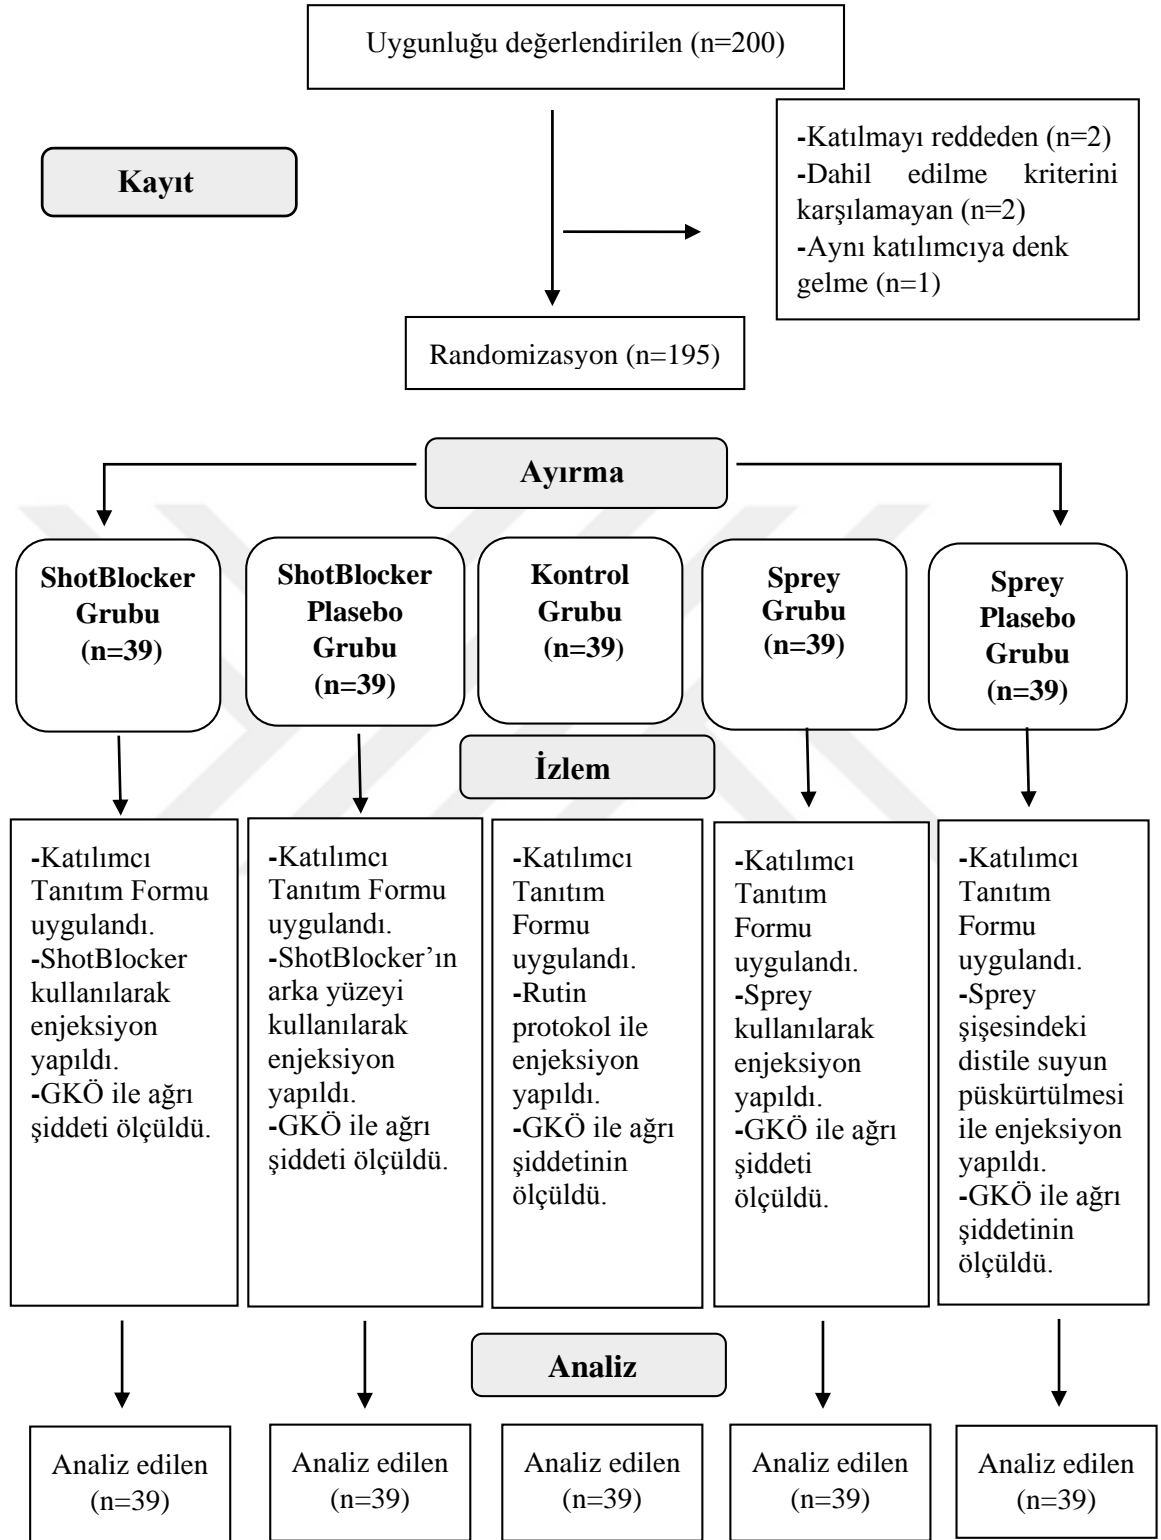 Uygunluğu değerlendirilen (n=200)
-Katılmayı reddeden (n=2)
-Dahil edilme kriterini
karşılamayan (n=2)
-Aynı katılımcıya denk
gelme (n=1)
Kayıt
Randomizasyon (n=195)
Ayırma
ShotBlocker
Grubu
(n=39)
ShotBlocker
Plasebo
Grubu
(n=39)
Kontrol
Grubu
(n=39)
Sprey
Grubu
(n=39)
Sprey
Plasebo
Grubu
(n=39)
İzlem
-Katılımcı
Tanıtım Formu
uygulandı.
-ShotBlocker
kullanılarak
enjeksiyon
yapıldı.
-GKÖ ile ağrı
şiddeti ölçüldü.
-Katılımcı
Tanıtım Formu
uygulandı.
-ShotBlocker’ın
arka yüzeyi
kullanılarak
enjeksiyon
yapıldı.
-GKÖ ile ağrı
şiddeti ölçüldü.
-Katılımcı
Tanıtım
Formu
uygulandı.
-Rutin
protokol ile
enjeksiyon
yapıldı.
-GKÖ ile ağrı
şiddetinin
ölçüldü.
-Katılımcı
Tanıtım
Formu
uygulandı.
-Sprey
kullanılarak
enjeksiyon
yapıldı.
-GKÖ ile ağrı
şiddeti
ölçüldü.
-Katılımcı
Tanıtım
Formu
uygulandı.
-Sprey
şişesindeki
distile suyun
püskürtülmesi
ile enjeksiyon
yapıldı.
-GKÖ ile ağrı
şiddetinin
ölçüldü.
Analiz
Analiz edilen
(n=39)
Analiz edilen
(n=39)
Analiz edilen
(n=39)
Analiz edilen
(n=39)
Analiz edilen
(n=39)